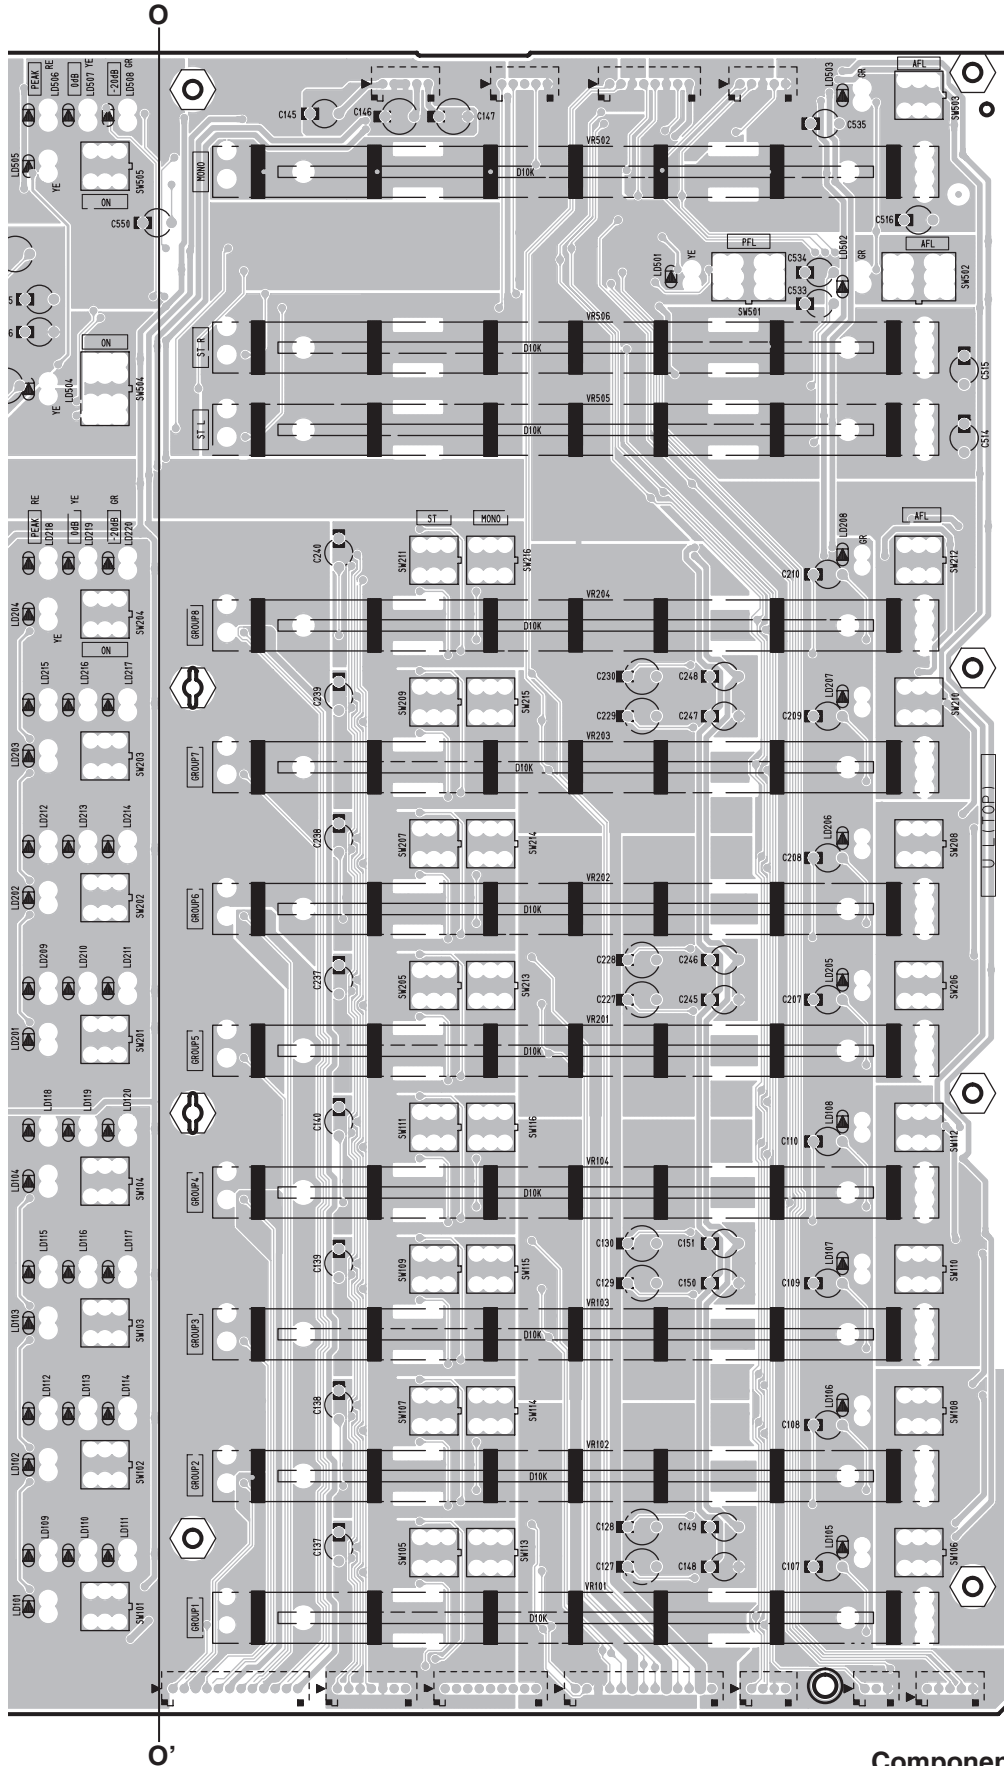 O
PEAK RE
LD506
0dB YE
LD507
-20dB GR
LD508
C145
C146
C147
LD503
GR
AFL
SW503
C535
VR502
LD505
YE
SW505
ON
MONO
D10K
C550
C516
LD501
YE
PFL
SW501
C534
C533
LD502
GR
AFL
SW502
5
6
ON
SW504
LD504
YE
VR506
ST R
D10K
C515
VR505
ST L
D10K
C514
PEAK RE
LD218
0dB YE
LD219
-20dB GR
LD220
C240
ST
SW211
MONO
SW216
LD208
GR
C210
AFL
SW212
LD204
YE
SW204
ON
GROUP8
VR204
D10K
LD215
LD216
LD217
C239
SW209
SW215
C230
C229
C248
C247
LD207
C209
SW210
LD203
SW203
GROUP7
VR203
D10K
U L(TOP)
LD212
LD213
LD214
C238
SW207
SW214
LD206
C208
SW208
LD202
SW202
GROUP6
VR202
D10K
LD209
LD210
LD211
C237
SW205
SW213
C228
C227
C246
C245
LD205
C207
SW206
LD201
SW201
GROUP5
VR201
D10K
LD118
LD119
LD120
C140
SW111
SW116
LD108
C110
SW112
LD104
SW104
GROUP4
VR104
D10K
LD115
LD116
LD117
C139
SW109
SW115
C130
C129
C151
C150
LD107
C109
SW110
LD103
SW103
GROUP3
VR103
D10K
LD112
LD113
LD114
C138
SW107
SW114
LD106
C108
SW108
LD102
SW102
GROUP2
VR102
D10K
LD109
LD110
LD111
C137
SW105
SW113
C128
C127
C149
C148
LD105
C107
SW106
LD101
SW101
GROUP1
VR101
D10K
O'
Componen